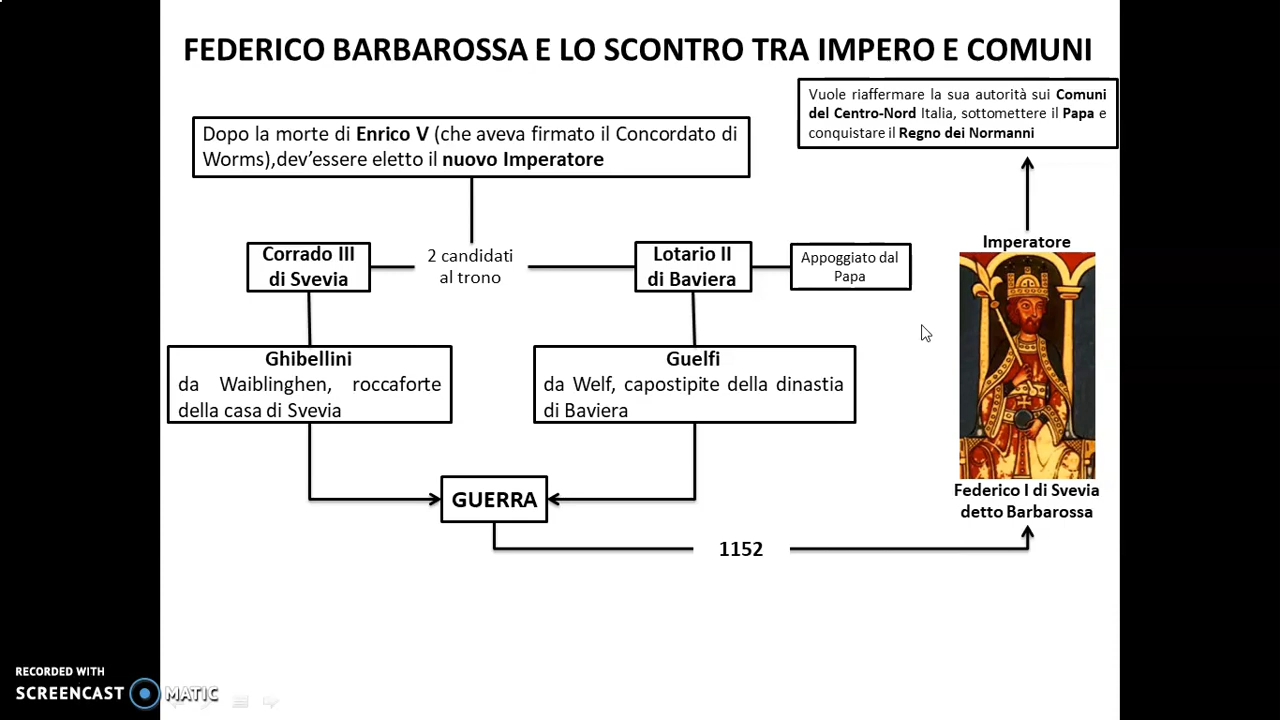 FEDERICO BARBAROSSA E LO SCONTRO TRA IMPERO E COMUNI
Vuole riaffermare la sua autorità sui Comuni
del Centro-Nord Italia, sottomettere il Papa e
conquistare il Regno dei Normanni
Dopo la morte di Enrico V (che aveva firmato il Concordato di
Worms),dev'essere eletto il nuovo Imperatore
Corrado III
di Svevia
2 candidati
al trono
Lotario II
di Baviera
Appoggiato dal
Papa
Imperatore
Ghibellini
da Waiblinghen, roccaforte
della casa di Svevia
Guelfi
da Welf, capostipite della dinastia
di Baviera
GUERRA
Federico I di Svevia
detto Barbarossa
1152
RECORDED WITH
SCREENCAST MATIC